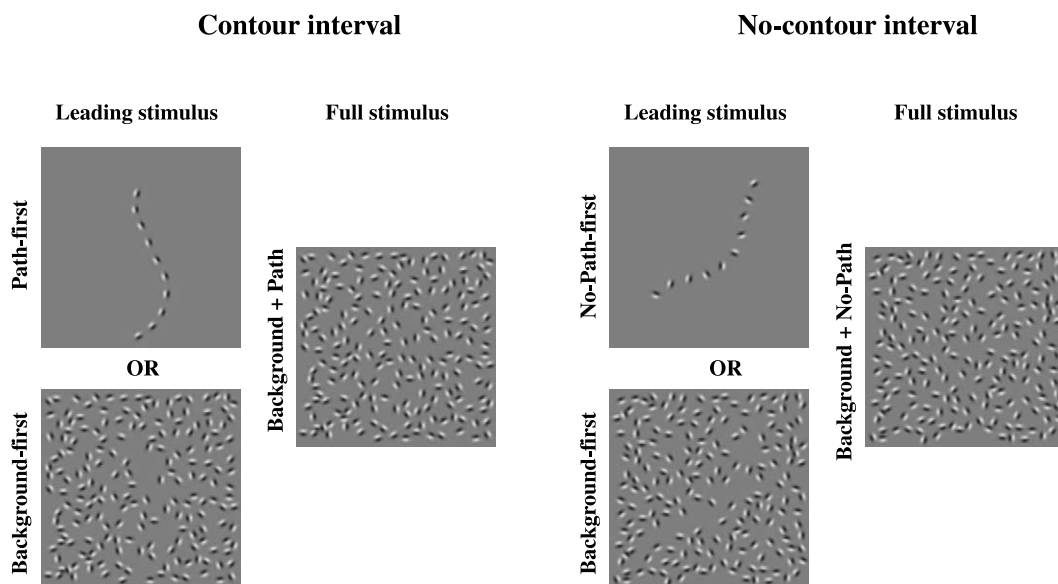 Contour interval
No-contour interval
Leading stimulus
Full stimulus
Leading stimulus
Full stimulus
Path-first
Background + Path
No-Path-first
Background + No-Path
OR
OR
Background-first
Background-first